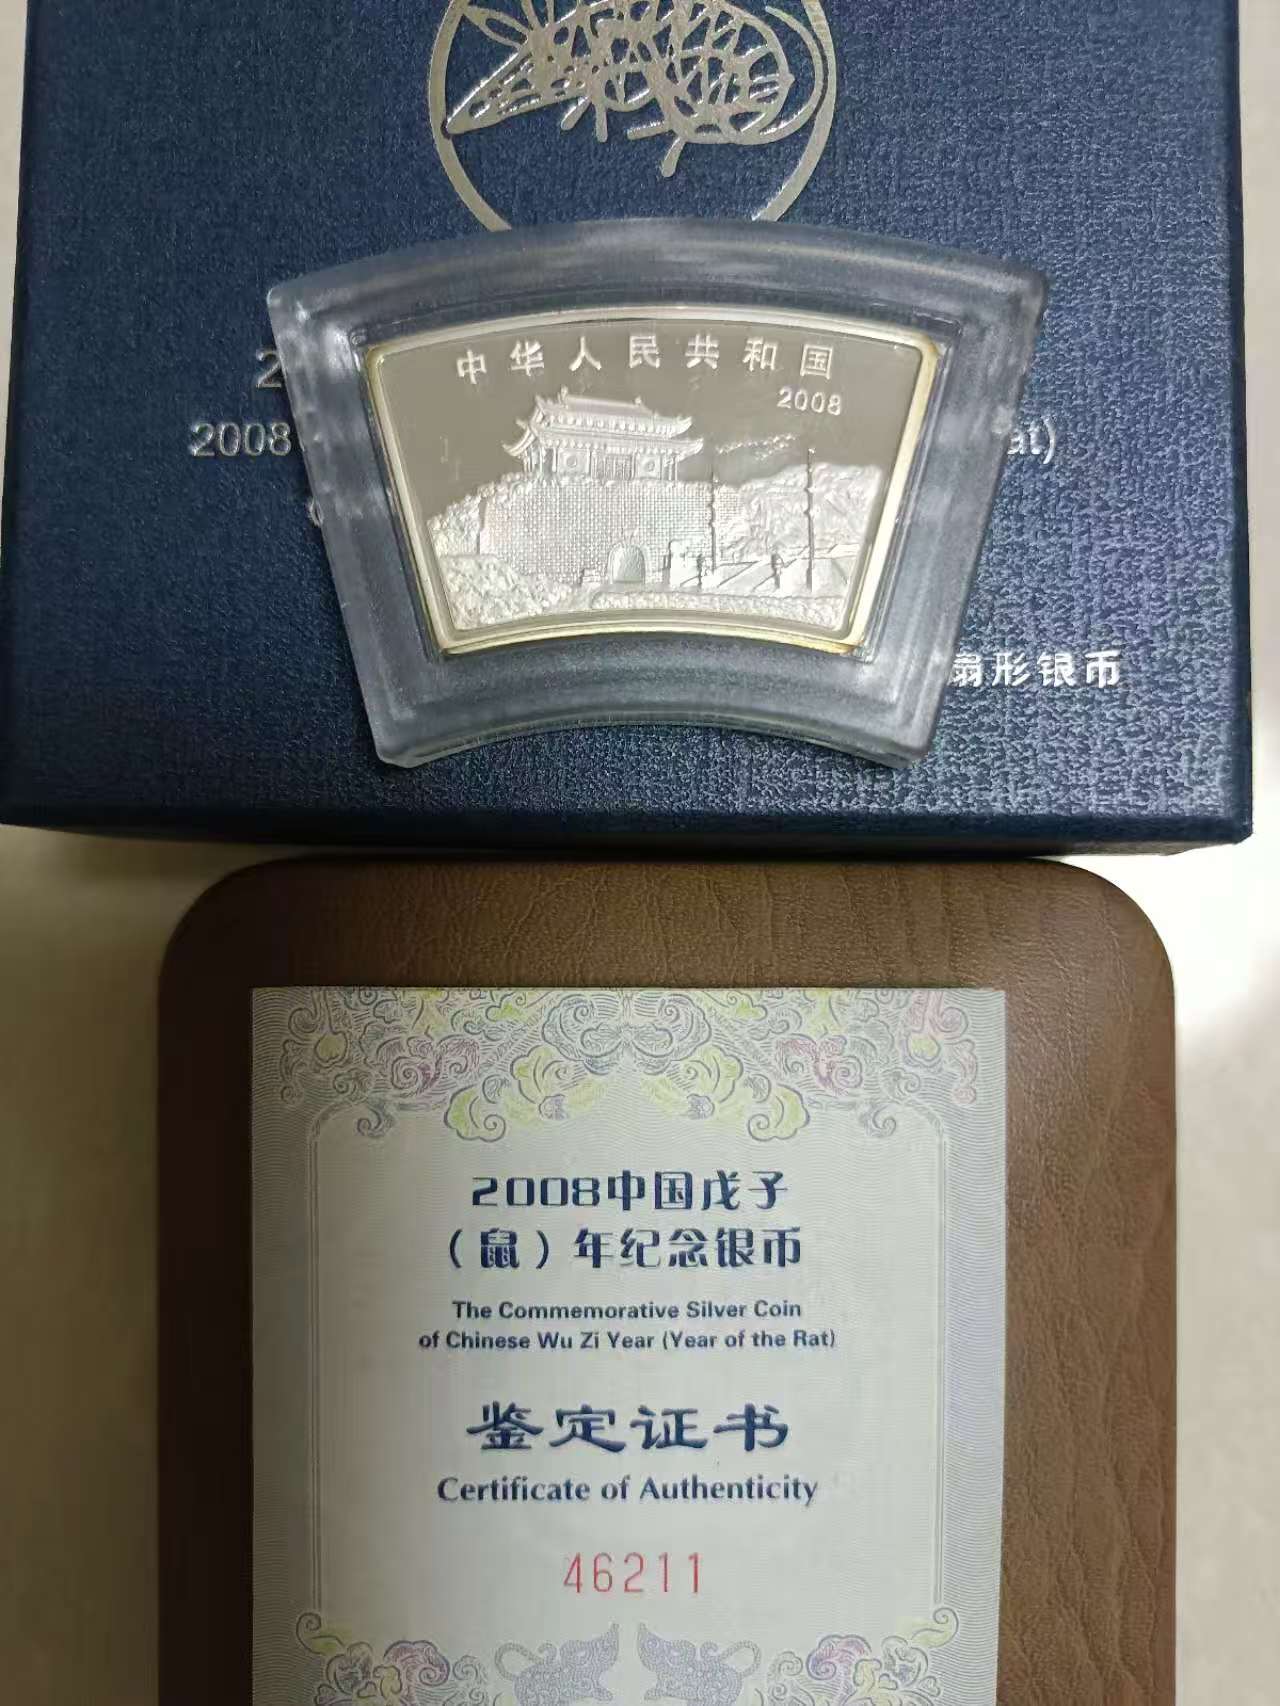 中华人民共和国
2008
2
2008
at)
扇形银币
2008中国戊子
（鼠）年纪念银币
The Commemorative Silver Coin
of Chinese Wu Zi Year (Year of the Rat)
鉴定证书
Certificate of Authenticity
46211